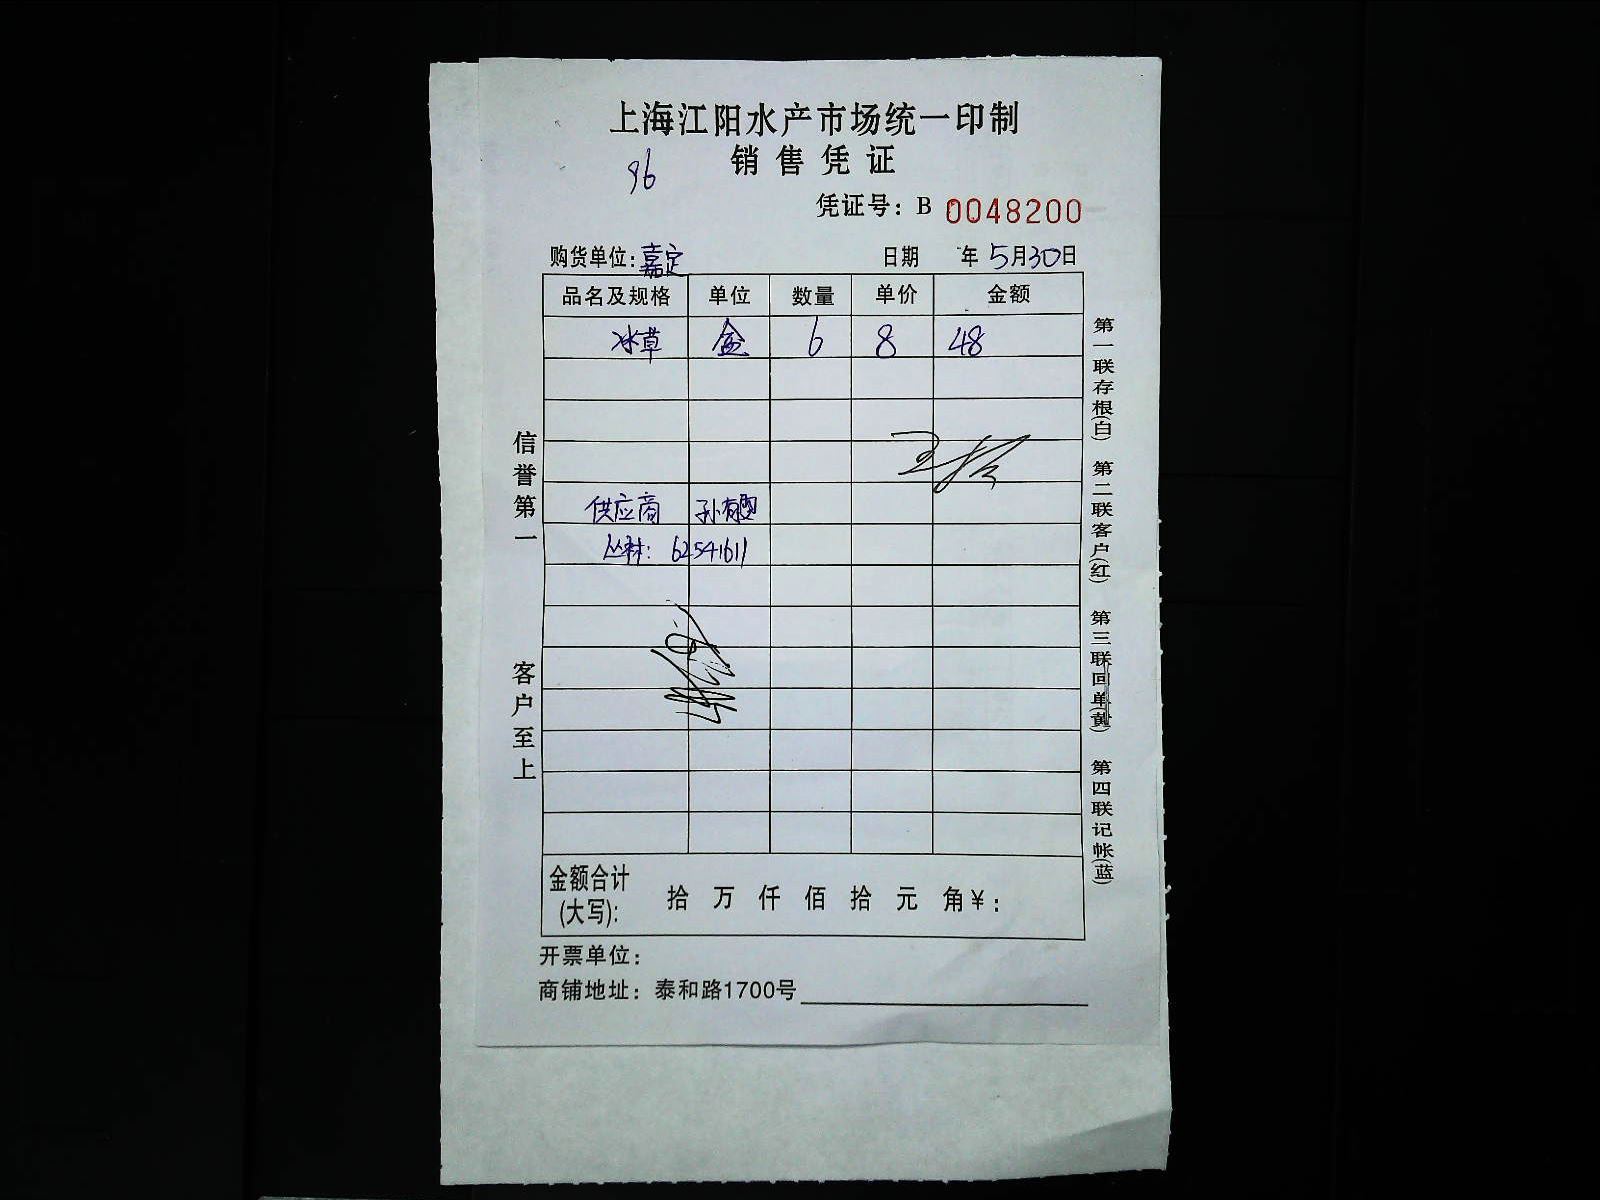 上海江阳水产市场统一印制
销售凭证
96
凭证号：B 0048200
购货单位：嘉定 日期 年5月30日
品名及规格 单位 数量 单价 金额
冰草 盒 6 8 48
供应商 孙
丛林：62541611
金额合计(大写)： 拾 万 仟 佰 拾 元 角￥：
开票单位：
商铺地址：泰和路1700号
信誉第一 客户至上
第一联存根(白) 第二联客户(红) 第三联回单(黄) 第四联记帐(蓝)